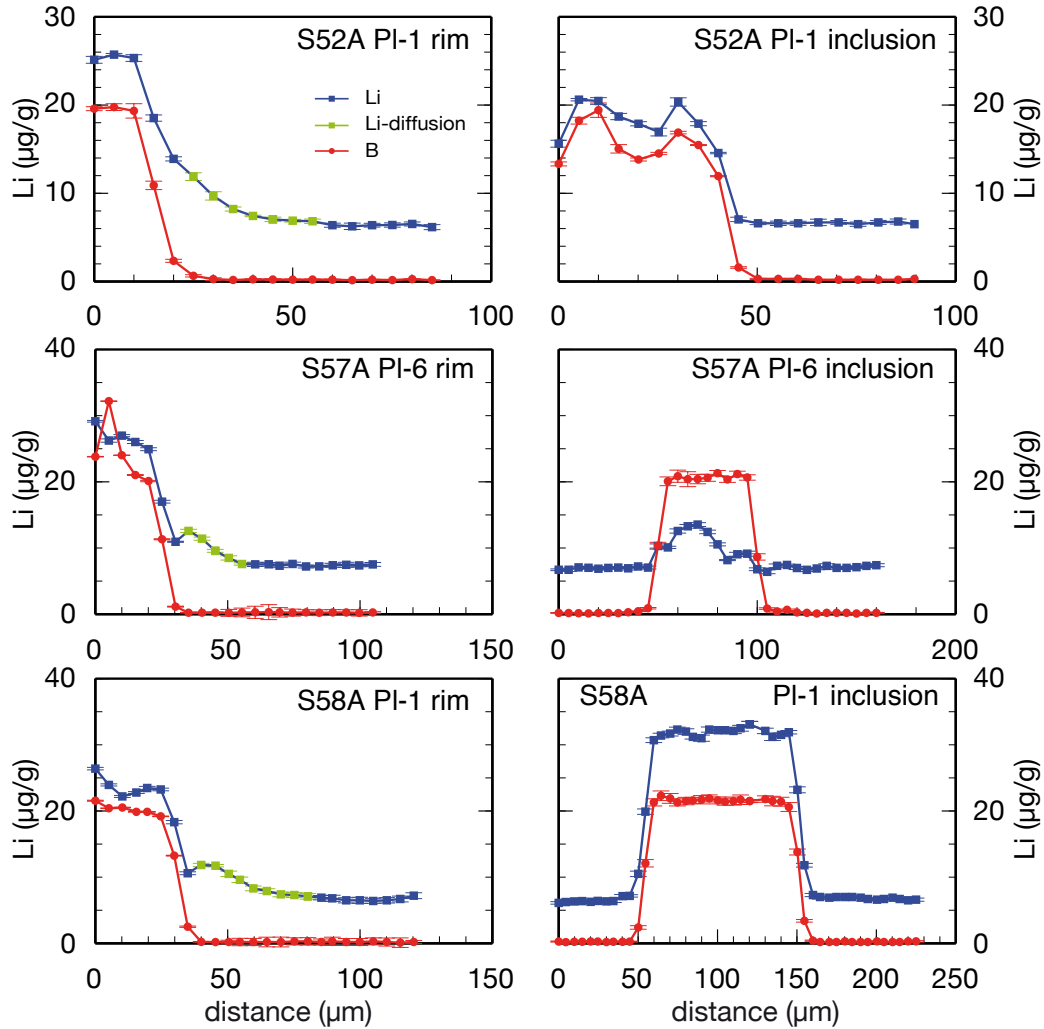 S52A Pl-1 rim
30
20
10
0
Li (µg/g)
Li
Li-diffusion
B
0 50 100
S52A Pl-1 inclusion
30
20
10
0
Li (µg/g)
0 50 100
S57A Pl-6 rim
40
20
0
Li (µg/g)
0 50 100 150
S57A Pl-6 inclusion
40
20
0
Li (µg/g)
0 100 200
S58A Pl-1 rim
40
20
0
Li (µg/g)
0 50 100 150
distance (µm)
S58A Pl-1 inclusion
40
20
0
Li (µg/g)
0 50 100 150 200 250
distance (µm)